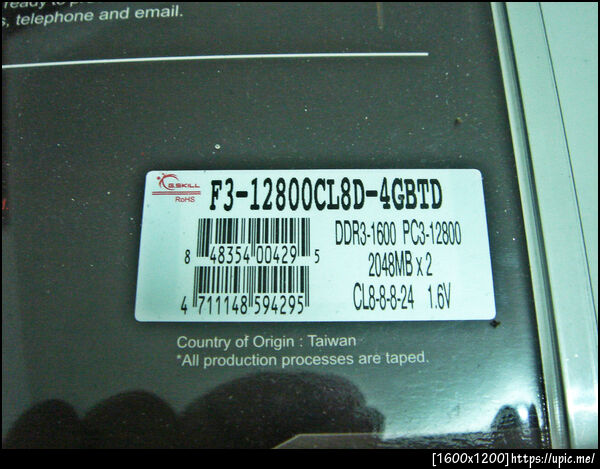 ready to p
s, telephone and email.
G.SKILL
RoHS
F3-12800CL8D-4GBTD
DDR3-1600 PC3-12800
2048MB x 2
CL8-8-8-24 1.6V
8 48354 00429 5
4 711148 594295
Country of Origin : Taiwan
*All production processes are taped.
[1600x1200]https://upic.me/